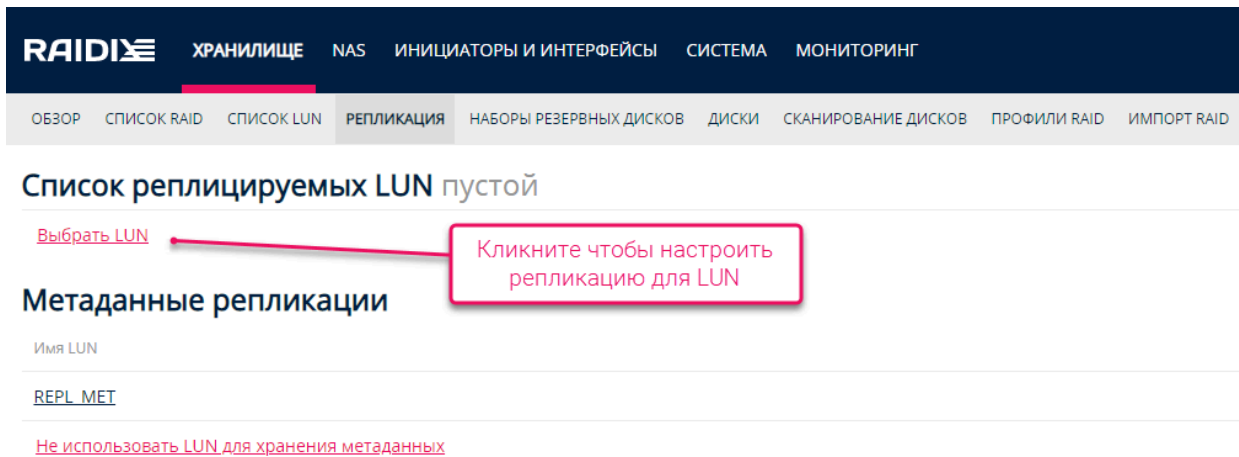 RAIDIX ХРАНИЛИЩЕ NAS ИНИЦИАТОРЫ И ИНТЕРФЕЙСЫ СИСТЕМА МОНИТОРИНГ
ОБЗОР СПИСОК RAID СПИСОК LUN РЕПЛИКАЦИЯ НАБОРЫ РЕЗЕРВНЫХ ДИСКОВ ДИСКИ СКАНИРОВАНИЕ ДИСКОВ ПРОФИЛИ RAID ИМПОРТ RAID
Список реплицируемых LUN пустой
Выбрать LUN
Кликните чтобы настроить
репликацию для LUN
Метаданные репликации
Имя LUN
REPL_MET
Не использовать LUN для хранения метаданных